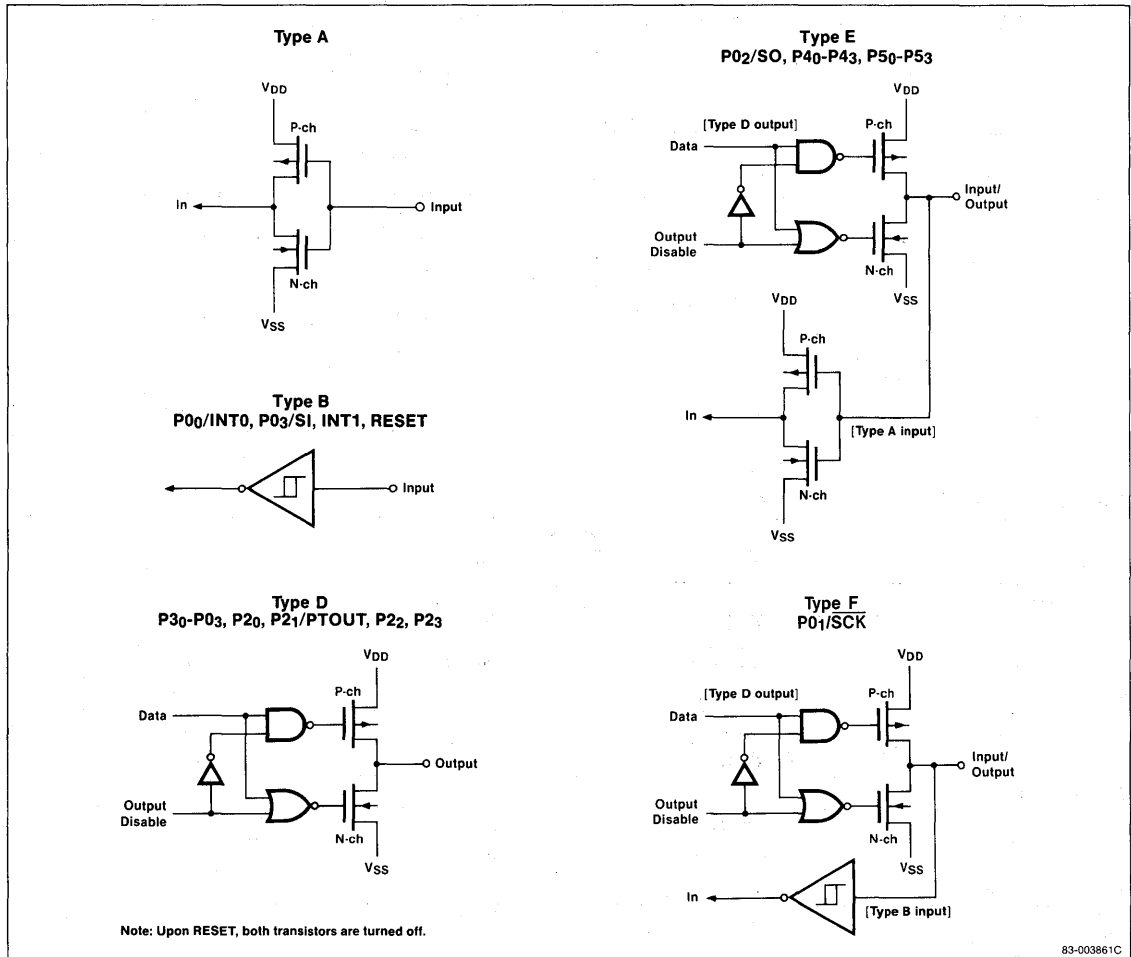 Type A
VDD
P-ch
In
Input
N-ch
VSS
Type B
P00/INT0, P03/SI, INT1, RESET
Input
Type D
P30-P03, P20, P21/PTOUT, P22, P23
VDD
P-ch
Data
Output
Output
Disable
N-ch
VSS
Note: Upon RESET, both transistors are turned off.
Type E
P02/SO, P40-P43, P50-P53
VDD
[Type D output]
P-ch
Data
Input/
Output
Output
Disable
N-ch
VSS
VDD
P-ch
In
[Type A input]
N-ch
VSS
Type F
P01/SCK
VDD
[Type D output]
P-ch
Data
Input/
Output
Output
Disable
N-ch
VSS
In
[Type B input]
83-003861C